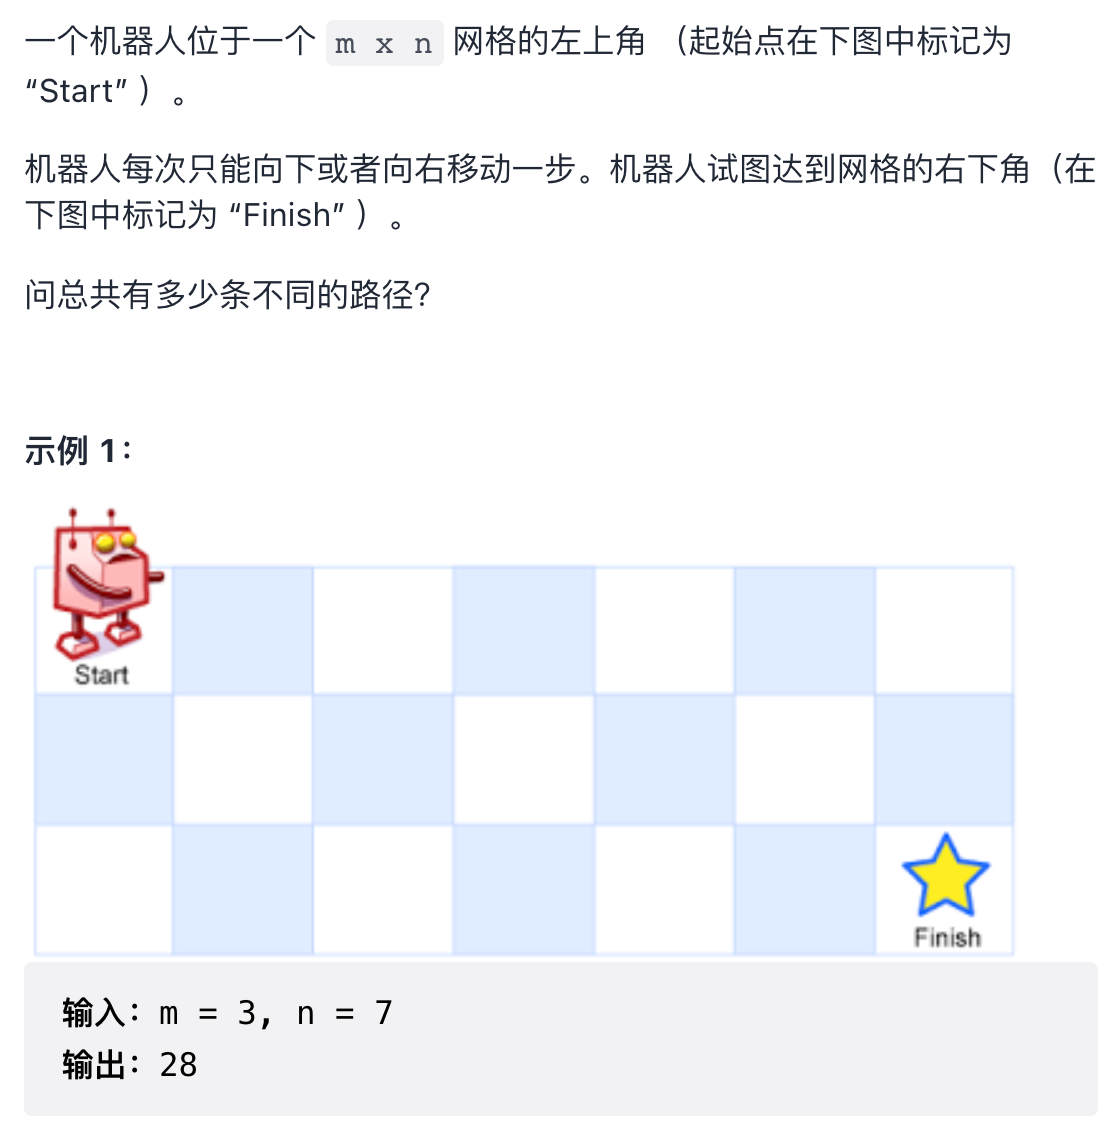 一个机器人位于一个 m x n 网格的左上角 （起始点在下图中标记为
“Start” ）。
机器人每次只能向下或者向右移动一步。机器人试图达到网格的右下角（在
下图中标记为 “Finish” ）。
问总共有多少条不同的路径?
示例 1：
Start
Finish
输入：m = 3, n = 7
输出：28